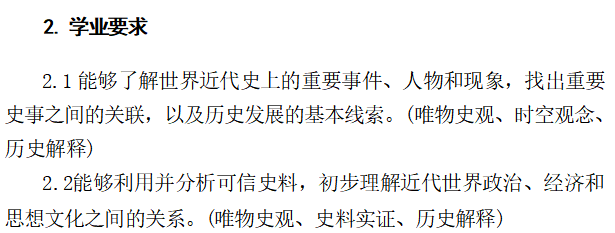 2. 学业要求
2.1 能够了解世界近代史上的重要事件、人物和现象，找出重要
史事之间的关联，以及历史发展的基本线索。(唯物史观、时空观念、
历史解释)
2.2能够利用并分析可信史料，初步理解近代世界政治、经济和
思想文化之间的关系。(唯物史观、史料实证、历史解释)